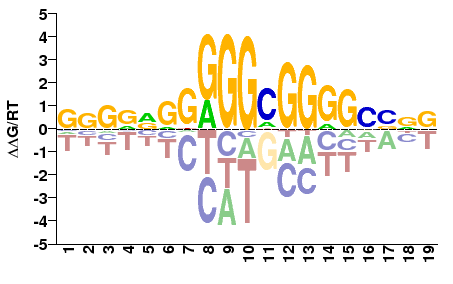 5
4
3
2
1
0
-1
-2
-3
-4
-5
ΔΔG/RT
G G G G A G G G G G C G G G G C C G G
A
T T T T T T C T C A G A A C C T A C T
C T T C C T T
C A
1 2 3 4 5 6 7 8 9 10 11 12 13 14 15 16 17 18 19